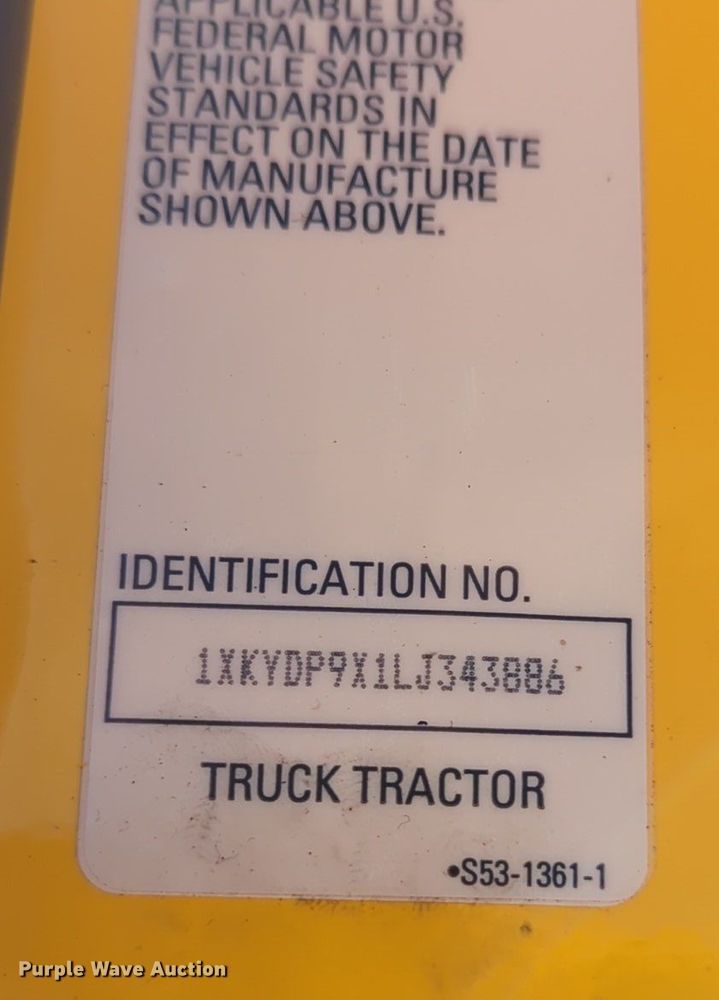 APPLICABLE U.S.
FEDERAL MOTOR
VEHICLE SAFETY
STANDARDS IN
EFFECT ON THE DATE
OF MANUFACTURE
SHOWN ABOVE.
IDENTIFICATION NO.
1XKYDP9X1LJ343886
TRUCK TRACTOR
•S53-1361-1
Purple Wave Auction